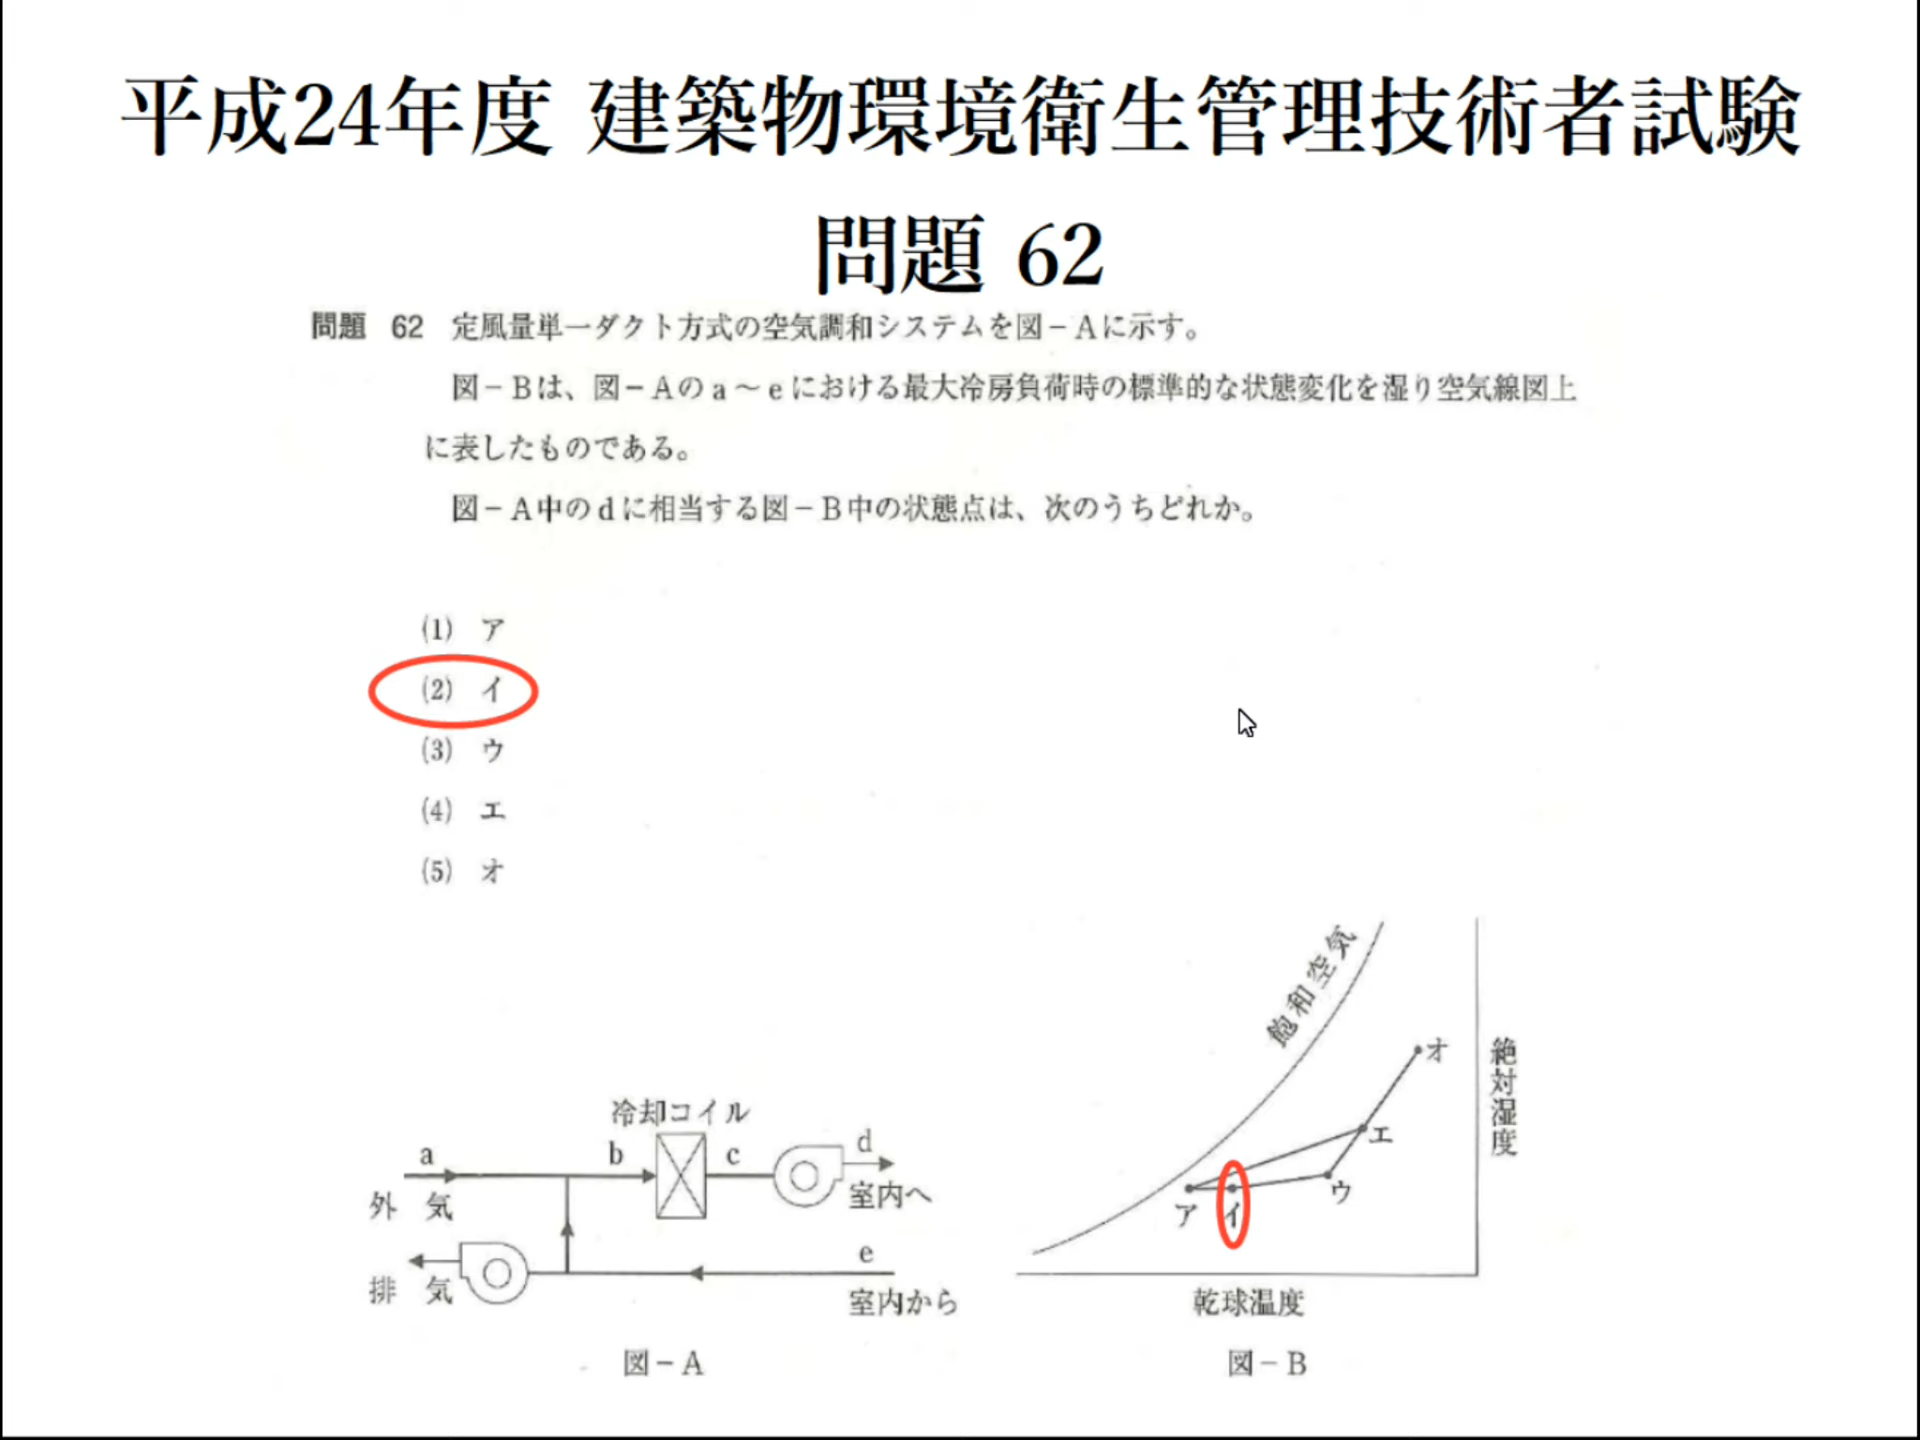 平成24年度 建築物環境衛生管理技術者試験
問題 62
問題 62 定風量単一ダクト方式の空気調和システムを図－Aに示す。
図－Bは、図－Aのa～eにおける最大冷房負荷時の標準的な状態変化を湿り空気線図上
に表したものである。
図－A中のdに相当する図－B中の状態点は、次のうちどれか。
(1) ア
(2) イ
(3) ウ
(4) エ
(5) オ
冷却コイル
a
b
c
d
外 気
室内へ
e
排 気
室内から
図－A
飽和空気
オ
エ
ウ
ア
イ
絶対湿度
乾球温度
図－B